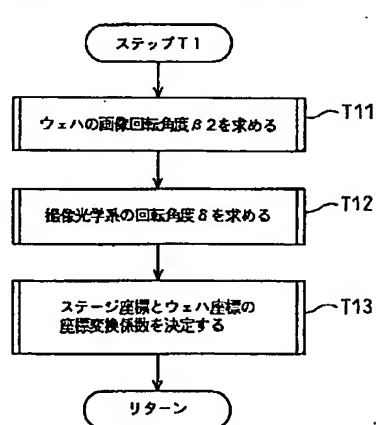 ステップT1
ウェハの画像回転角度β2を求める
T11
撮像光学系の回転角度δを求める
T12
ステージ座標とウェハ座標の
座標変換係数を決定する
T13
リターン